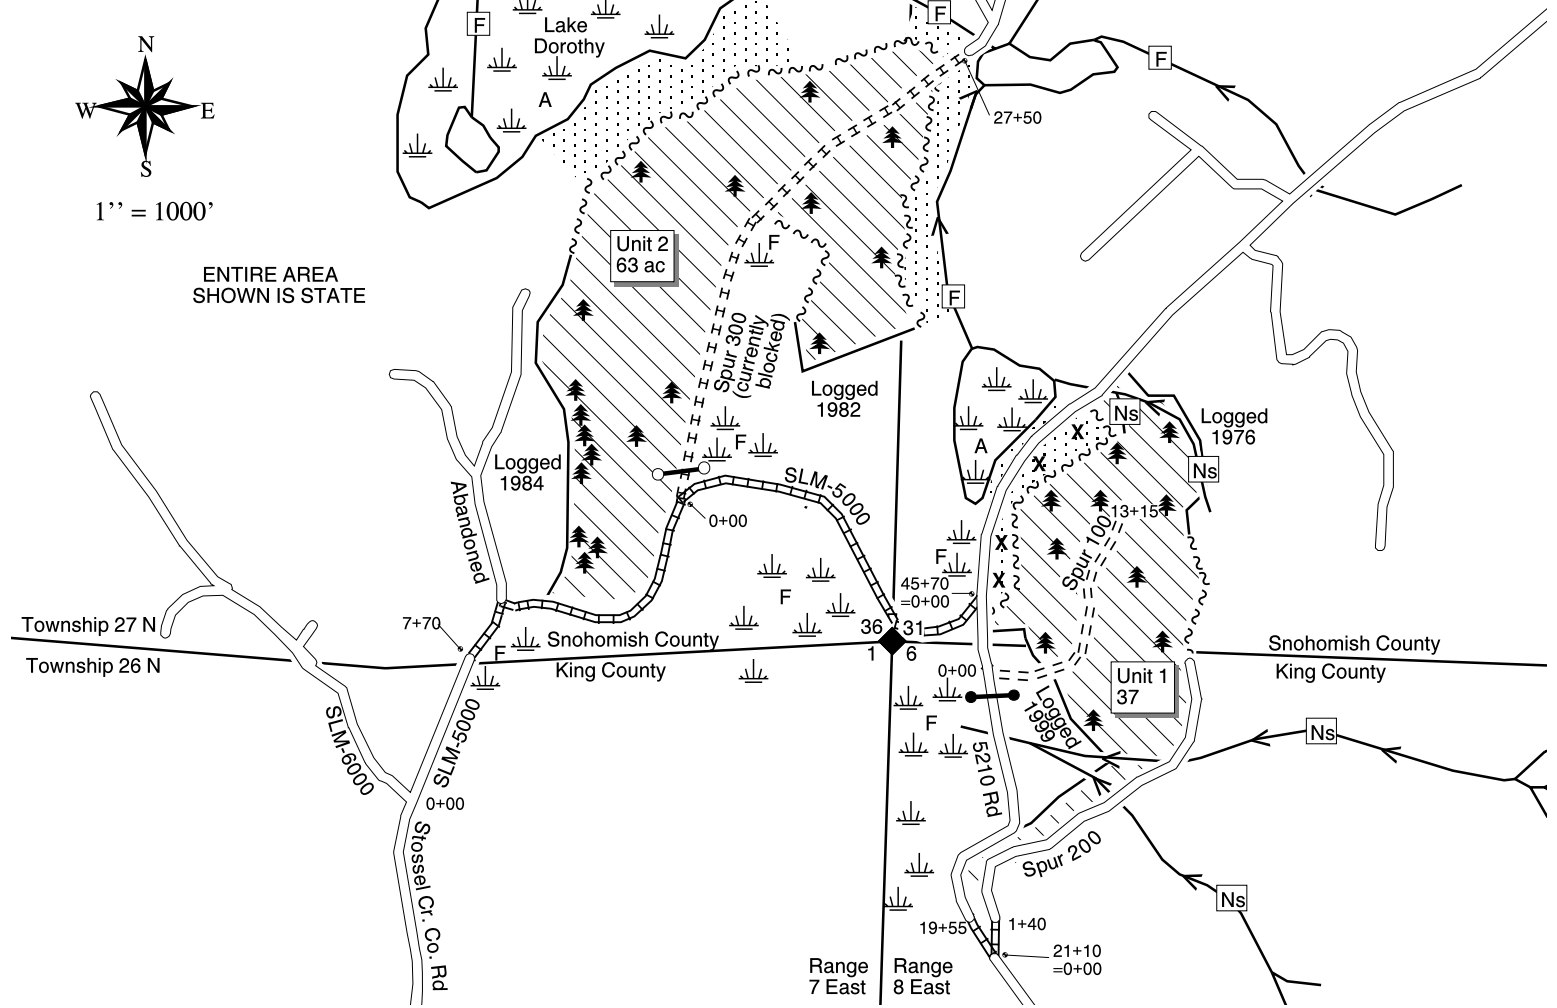 F
F
Lake
Dorothy
A
F
N
W
E
S
1’’ = 1000’
27+50
ENTIRE AREA
SHOWN IS STATE
Unit 2
63 ac
F
F
Spur 300
(currently
blocked)
Logged
1982
Ns
Logged
1976
A
F
Logged
1984
Ns
SLM-5000
Abandoned
0+00
13+15
Spur 100
F
45+70
=0+00
F
7+70
Township 27 N
Township 26 N
F
Snohomish County
King County
36
31
1
6
Snohomish County
King County
0+00
Unit 1
37
Logged
1999
F
Ns
SLM-6000
SLM-5000
5210 Rd
0+00
Stossel Cr. Co. Rd
Spur 200
Ns
19+55
1+40
21+10
=0+00
Range
7 East
Range
8 East
X
X
X
X